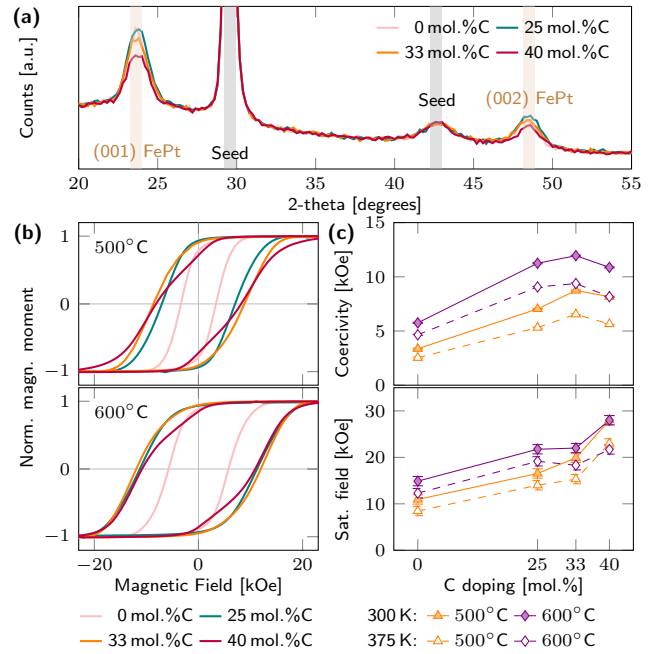 (a)
0 mol.%C 25 mol.%C
33 mol.%C 40 mol.%C
Counts [a.u.]
(001) FePt
Seed
Seed
(002) FePt
20 25 30 35 40 45 50 55
2-theta [degrees]
(b)
500°C
1
0
−1
600°C
1
0
−1
Norm. magn. moment
−20 0 20
Magnetic Field [kOe]
0 mol.%C 25 mol.%C
33 mol.%C 40 mol.%C
(c)
15
10
5
0
Coercivity [kOe]
30
20
10
0
Sat. field [kOe]
0 25 33 40
C doping [mol.%]
300 K: 500°C 600°C
375 K: 500°C 600°C